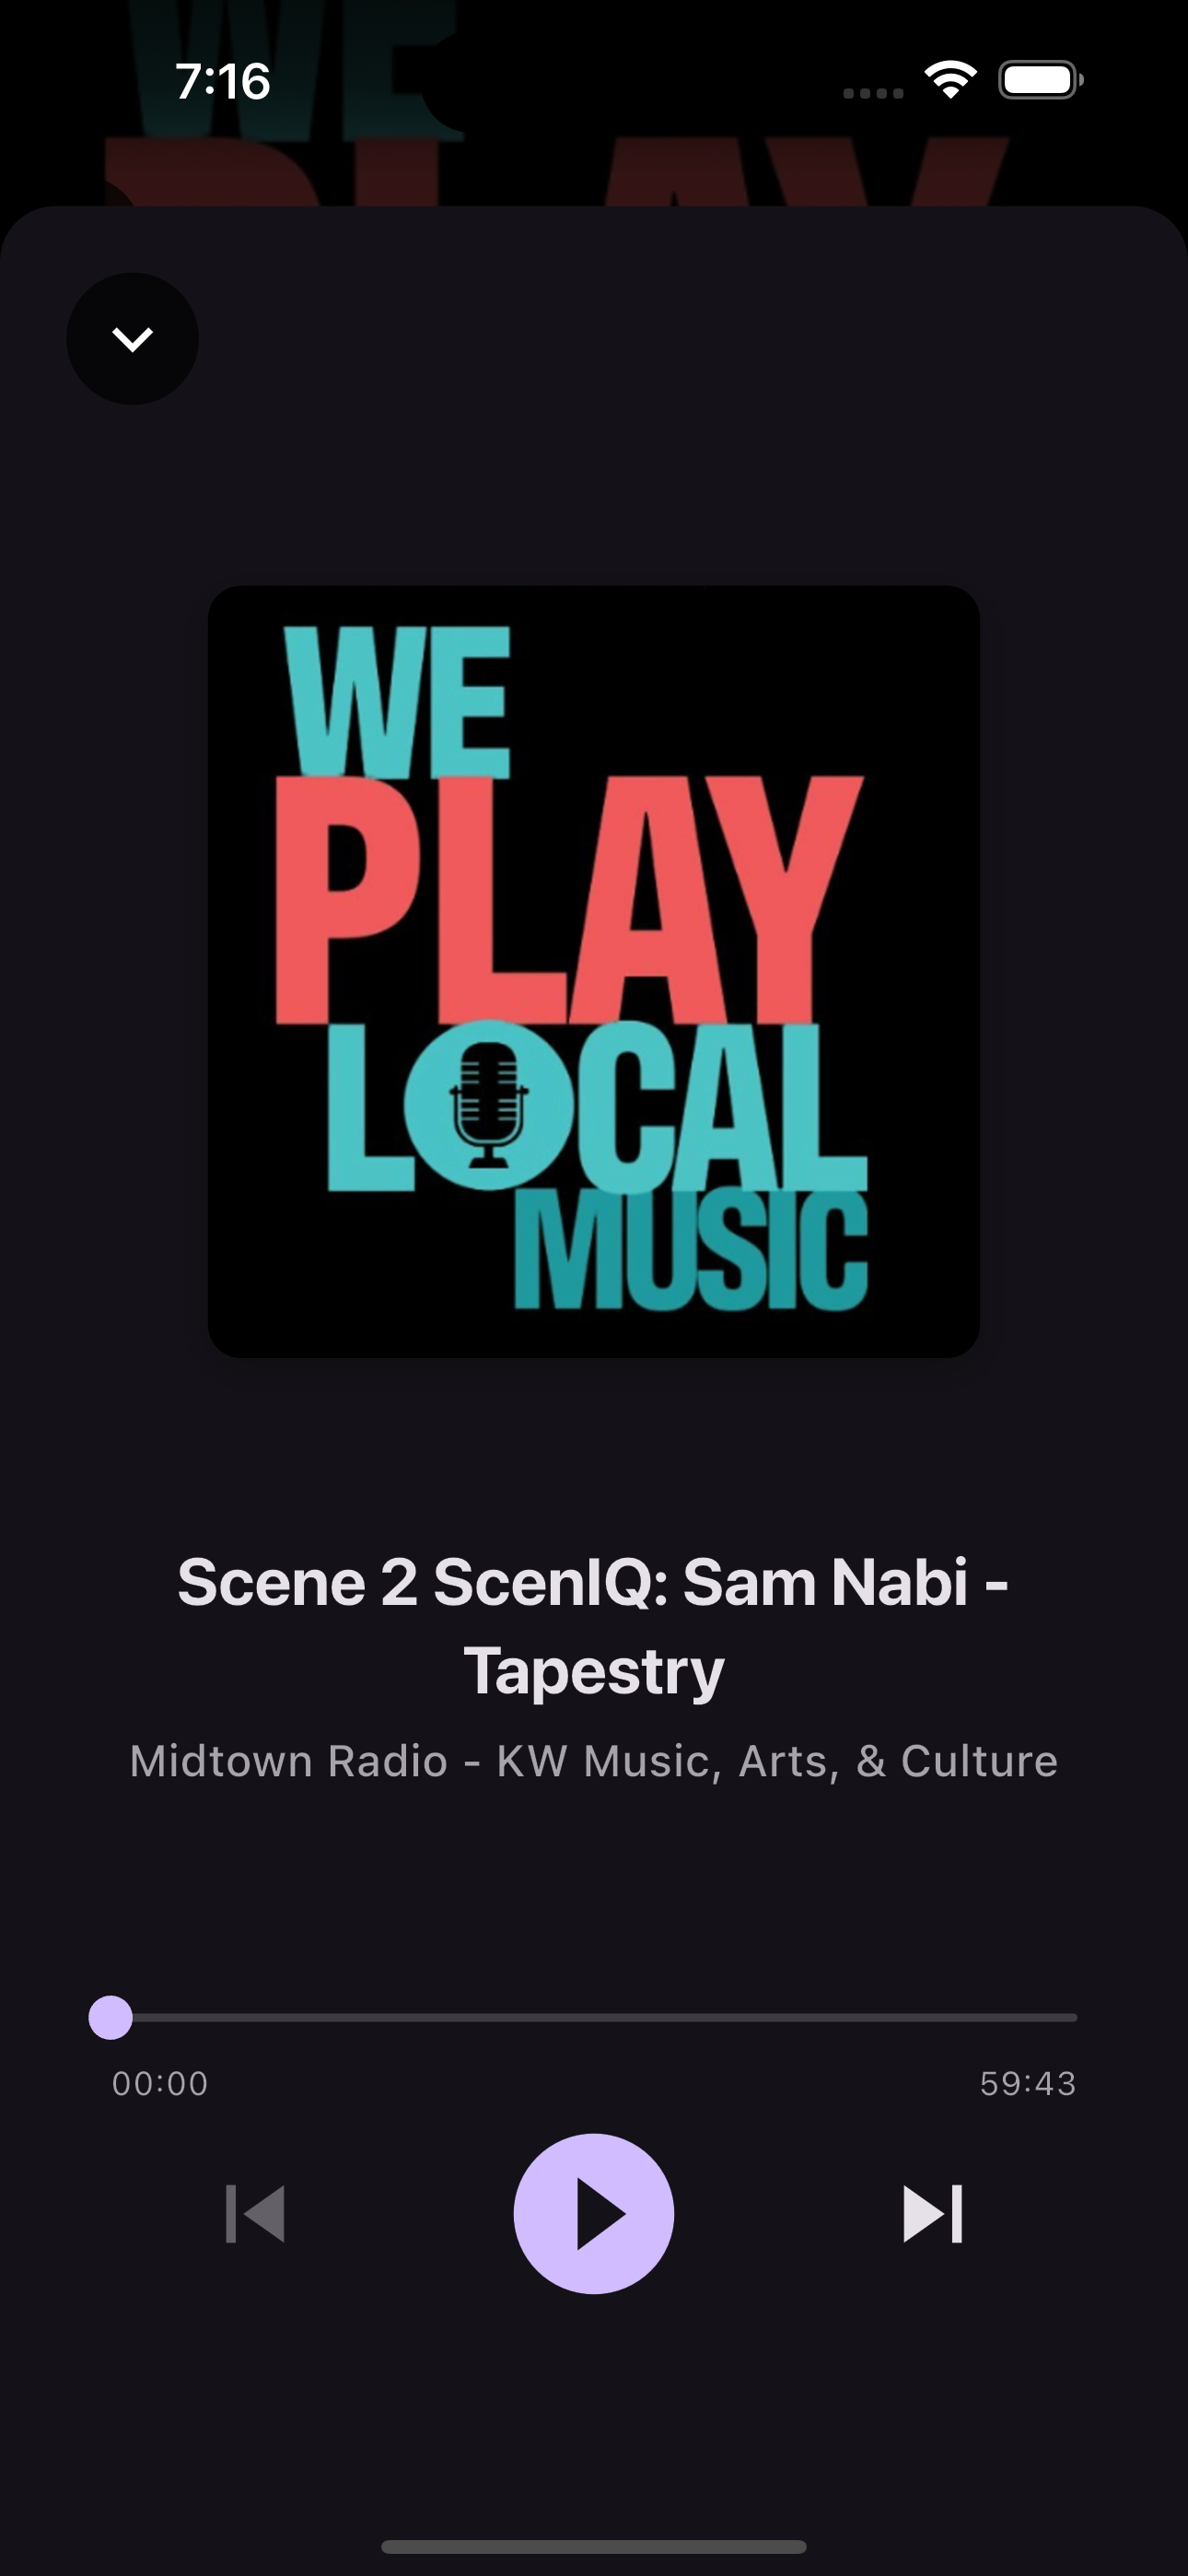 7:16
WE
PLAY
LOCAL
MUSIC
Scene 2 ScenIQ: Sam Nabi -
Tapestry
Midtown Radio - KW Music, Arts, & Culture
00:00
59:43